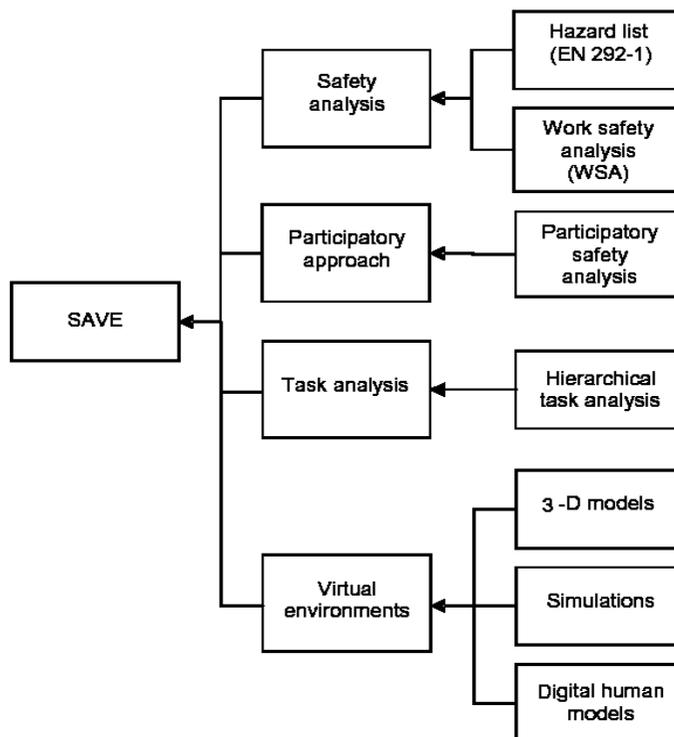 Hazard list
(EN 292-1)
Safety
analysis
Work safety
analysis
(WSA)
Participatory
approach
Participatory
safety
analysis
SAVE
Task analysis
Hierarchical
task analysis
3 -D models
Virtual
environments
Simulations
Digital human
models